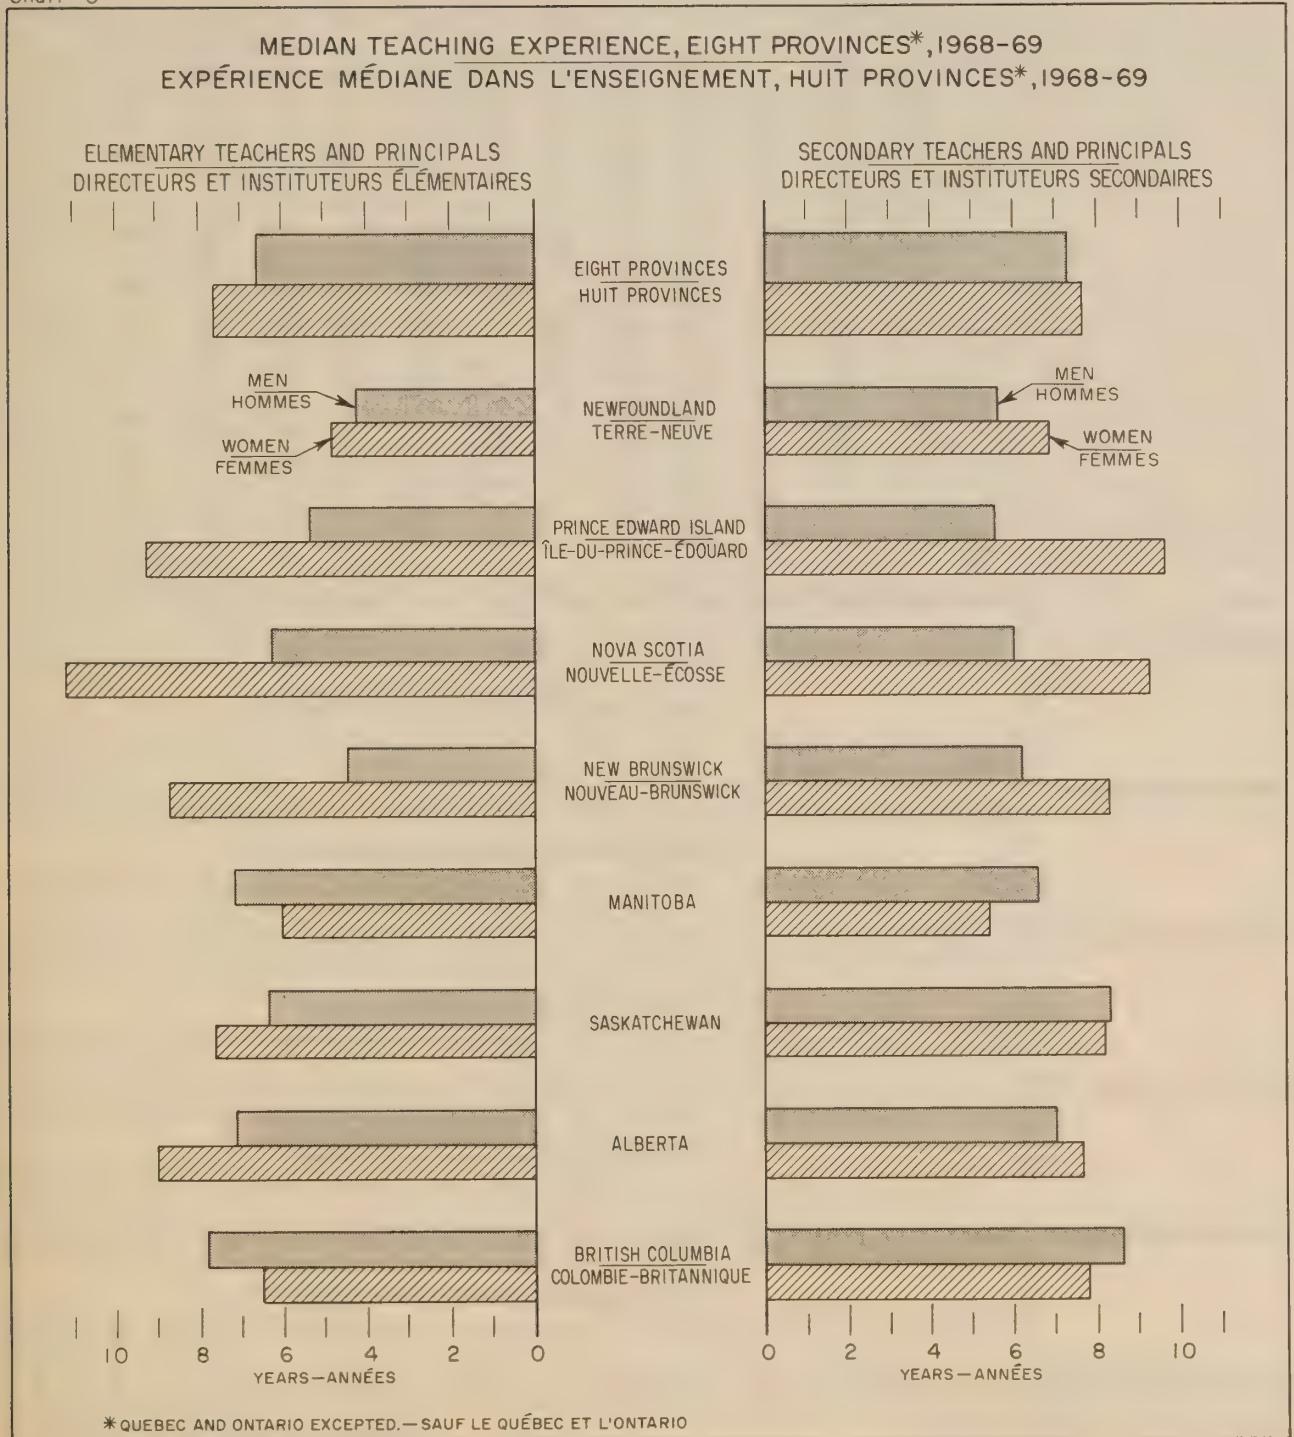 MEDIAN TEACHING EXPERIENCE, EIGHT PROVINCES*, 1968-69
EXPÉRIENCE MÉDIANE DANS L'ENSEIGNEMENT, HUIT PROVINCES*, 1968-69
ELEMENTARY TEACHERS AND PRINCIPALS
DIRECTEURS ET INSTITUTEURS ÉLÉMENTAIRES
SECONDARY TEACHERS AND PRINCIPALS
DIRECTEURS ET INSTITUTEURS SECONDAIRES
EIGHT PROVINCES
HUIT PROVINCES
MEN
HOMMES
WOMEN
FEMMES
NEWFOUNDLAND
TERRE-NEUVE
MEN
HOMMES
WOMEN
FEMMES
PRINCE EDWARD ISLAND
ÎLE-DU-PRINCE-ÉDOUARD
NOVA SCOTIA
NOUVELLE-ÉCOSSE
NEW BRUNSWICK
NOUVEAU-BRUNSWICK
MANITOBA
SASKATCHEWAN
ALBERTA
BRITISH COLUMBIA
COLOMBIE-BRITANNIQUE
10 8 6 4 2 0
YEARS-ANNÉES
0 2 4 6 8 10
YEARS-ANNÉES
* QUEBEC AND ONTARIO EXCEPTED.-SAUF LE QUÉBEC ET L'ONTARIO